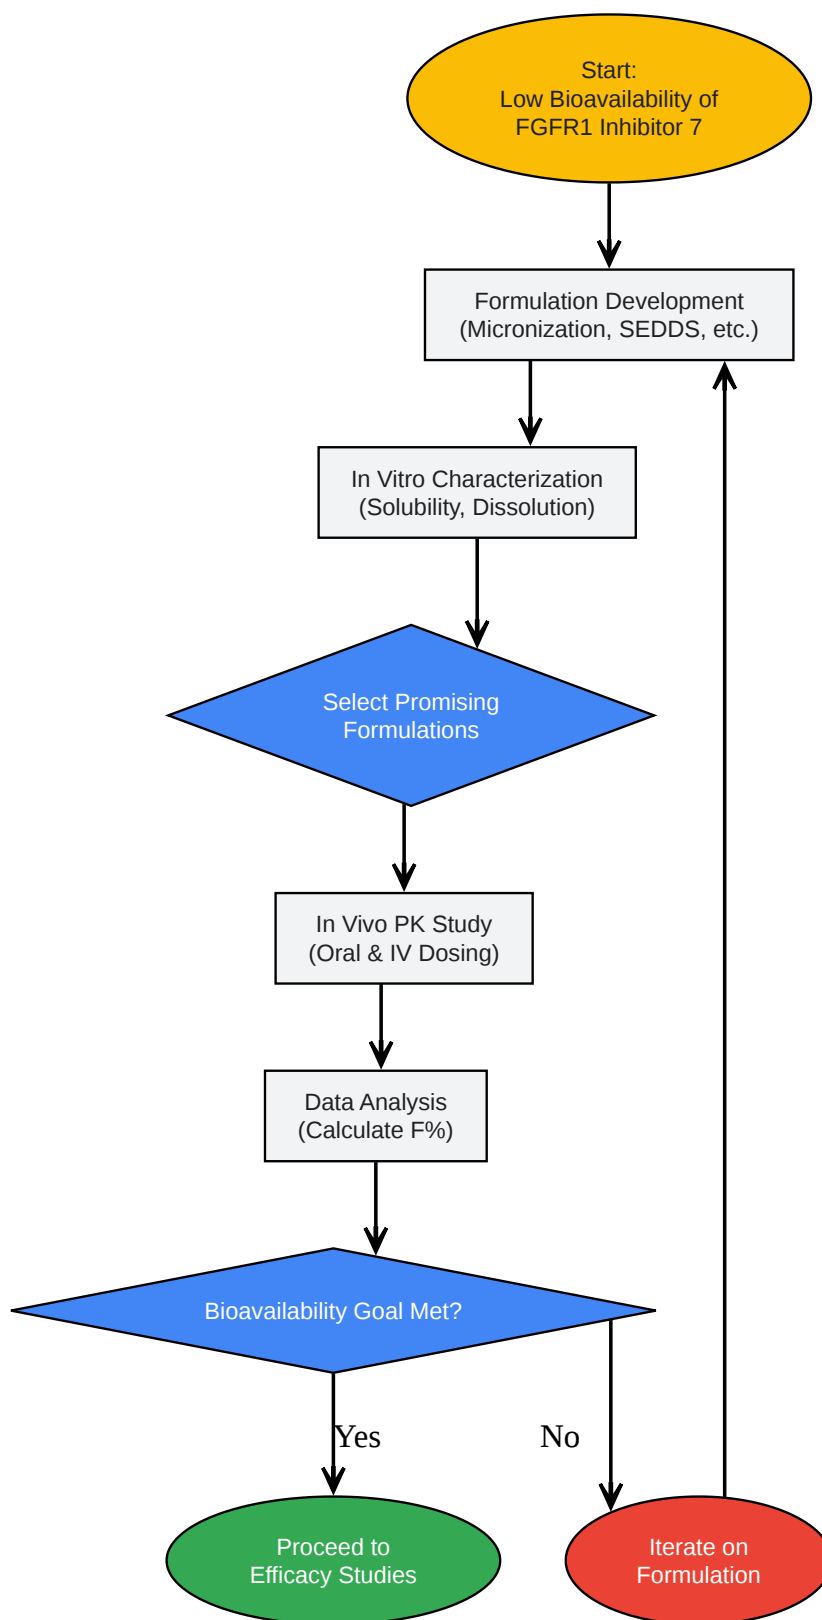 Start:
Low Bioavailability of
FGFR1 Inhibitor 7
Formulation Development
(Micronization, SEDDS, etc.)
In Vitro Characterization
(Solubility, Dissolution)
Select Promising
Formulations
In Vivo PK Study
(Oral & IV Dosing)
Data Analysis
(Calculate F%)
Bioavailability Goal Met?
Yes
No
Proceed to
Efficacy Studies
Iterate on
Formulation